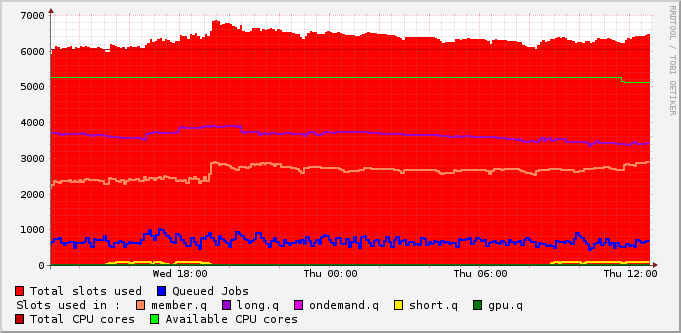 7000
6000
5000
4000
3000
2000
1000
0
Wed 18:00 Thu 00:00 Thu 06:00 Thu 12:00
Total slots used Queued Jobs
Slots used in : member.q long.q ondemand.q short.q gpu.q
Total CPU cores Available CPU cores
RRDTOOL / TOBI OETIKER